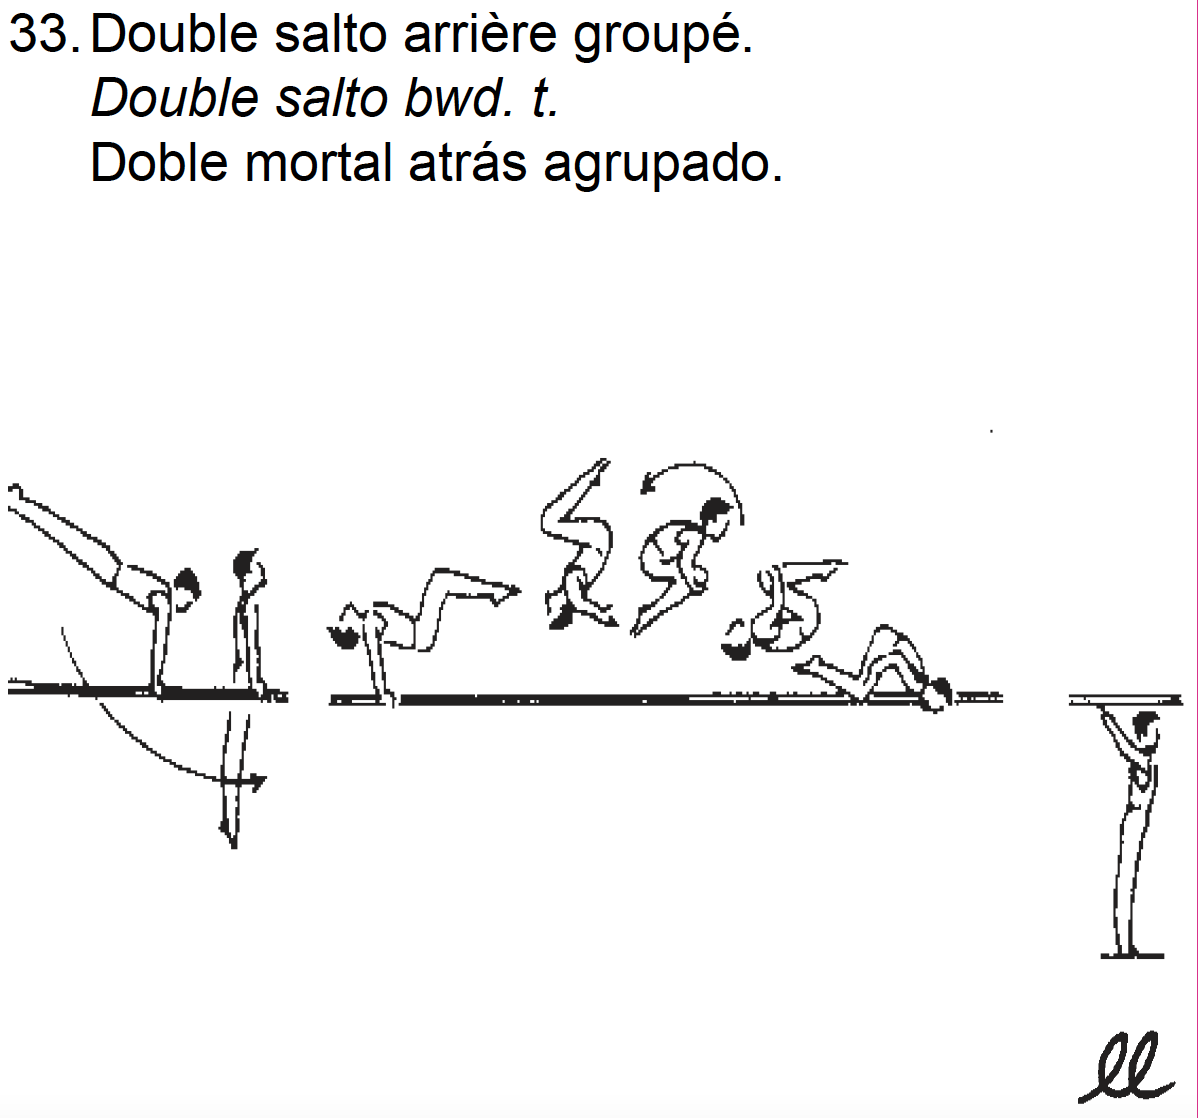 33. Double salto arrière groupé.
Double salto bwd. t.
Doble mortal atrás agrupado.